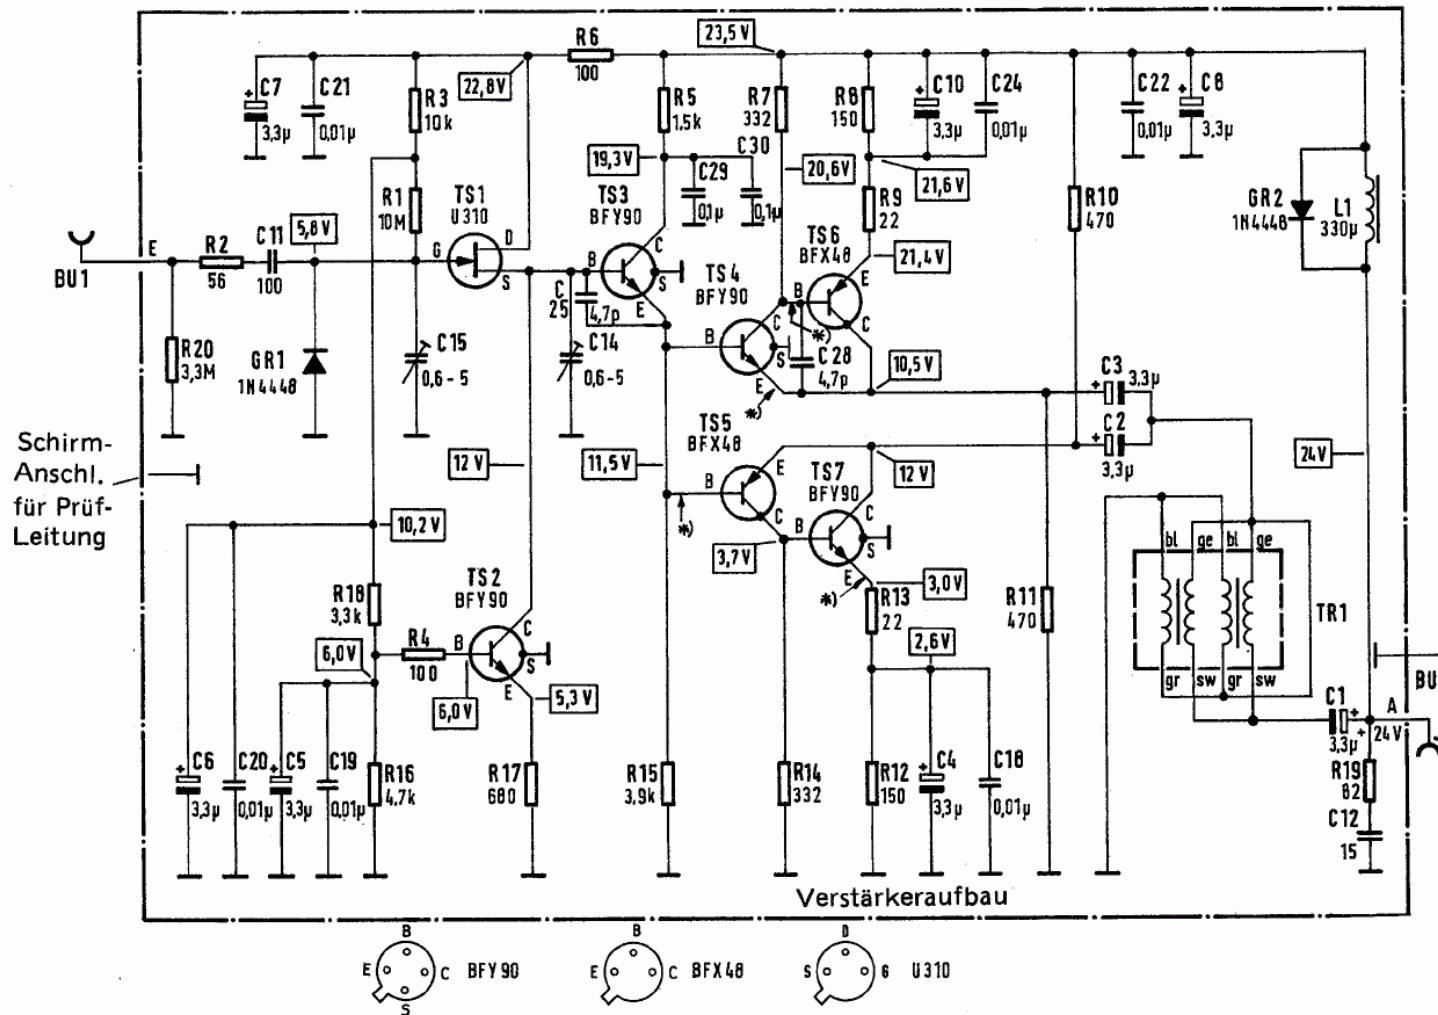 23,5V
R6
100
C7
3,3µ
C21
0,01µ
R3
10k
22,8V
R5
1,5k
R7
332
R8
150
C10
3,3µ
C24
0,01µ
C22
0,01µ
C8
3,3µ
19,3V
C30
0,1µ
C29
0,1µ
20,6V
21,6V
R1
10M
TS1
U310
D
G
S
TS3
BFY90
B
C
S
E
R9
22
R10
470
GR2
1N4448
L1
330µ
BU1
E
R2
56
C11
100
5,8V
TS4
BFY90
B
C
S
E
TS6
BFX48
B
E
C
21,4V
C
25
4,7p
C14
0,6-5
C15
0,6-5
R20
3,3M
GR1
1N4448
*)
C28
4,7p
*)
10,5V
C3
3,3µ
C2
3,3µ
Schirm-
Anschl.
für Prüf-
Leitung
12V
11,5V
TS5
BFX48
B
E
C
*)
TS7
BFY90
B
C
S
E
12V
24V
10,2V
3,7V
*)
3,0V
bl
ge
bl
ge
TR1
gr
sw
gr
sw
R18
3,3k
TS2
BFY90
R4
100
B
C
S
E
6,0V
6,0V
5,3V
R13
22
2,6V
R11
470
BU
C1
3,3µ
A
24V
C6
3,3µ
C20
0,01µ
C5
3,3µ
C19
0,01µ
R16
4,7k
R17
680
R15
3,9k
R14
332
R12
150
C4
3,3µ
C18
0,01µ
R19
82
C12
15
Verstärkeraufbau
B
E
C
S
BFY90
B
E
C
BFX48
D
S
G
U310